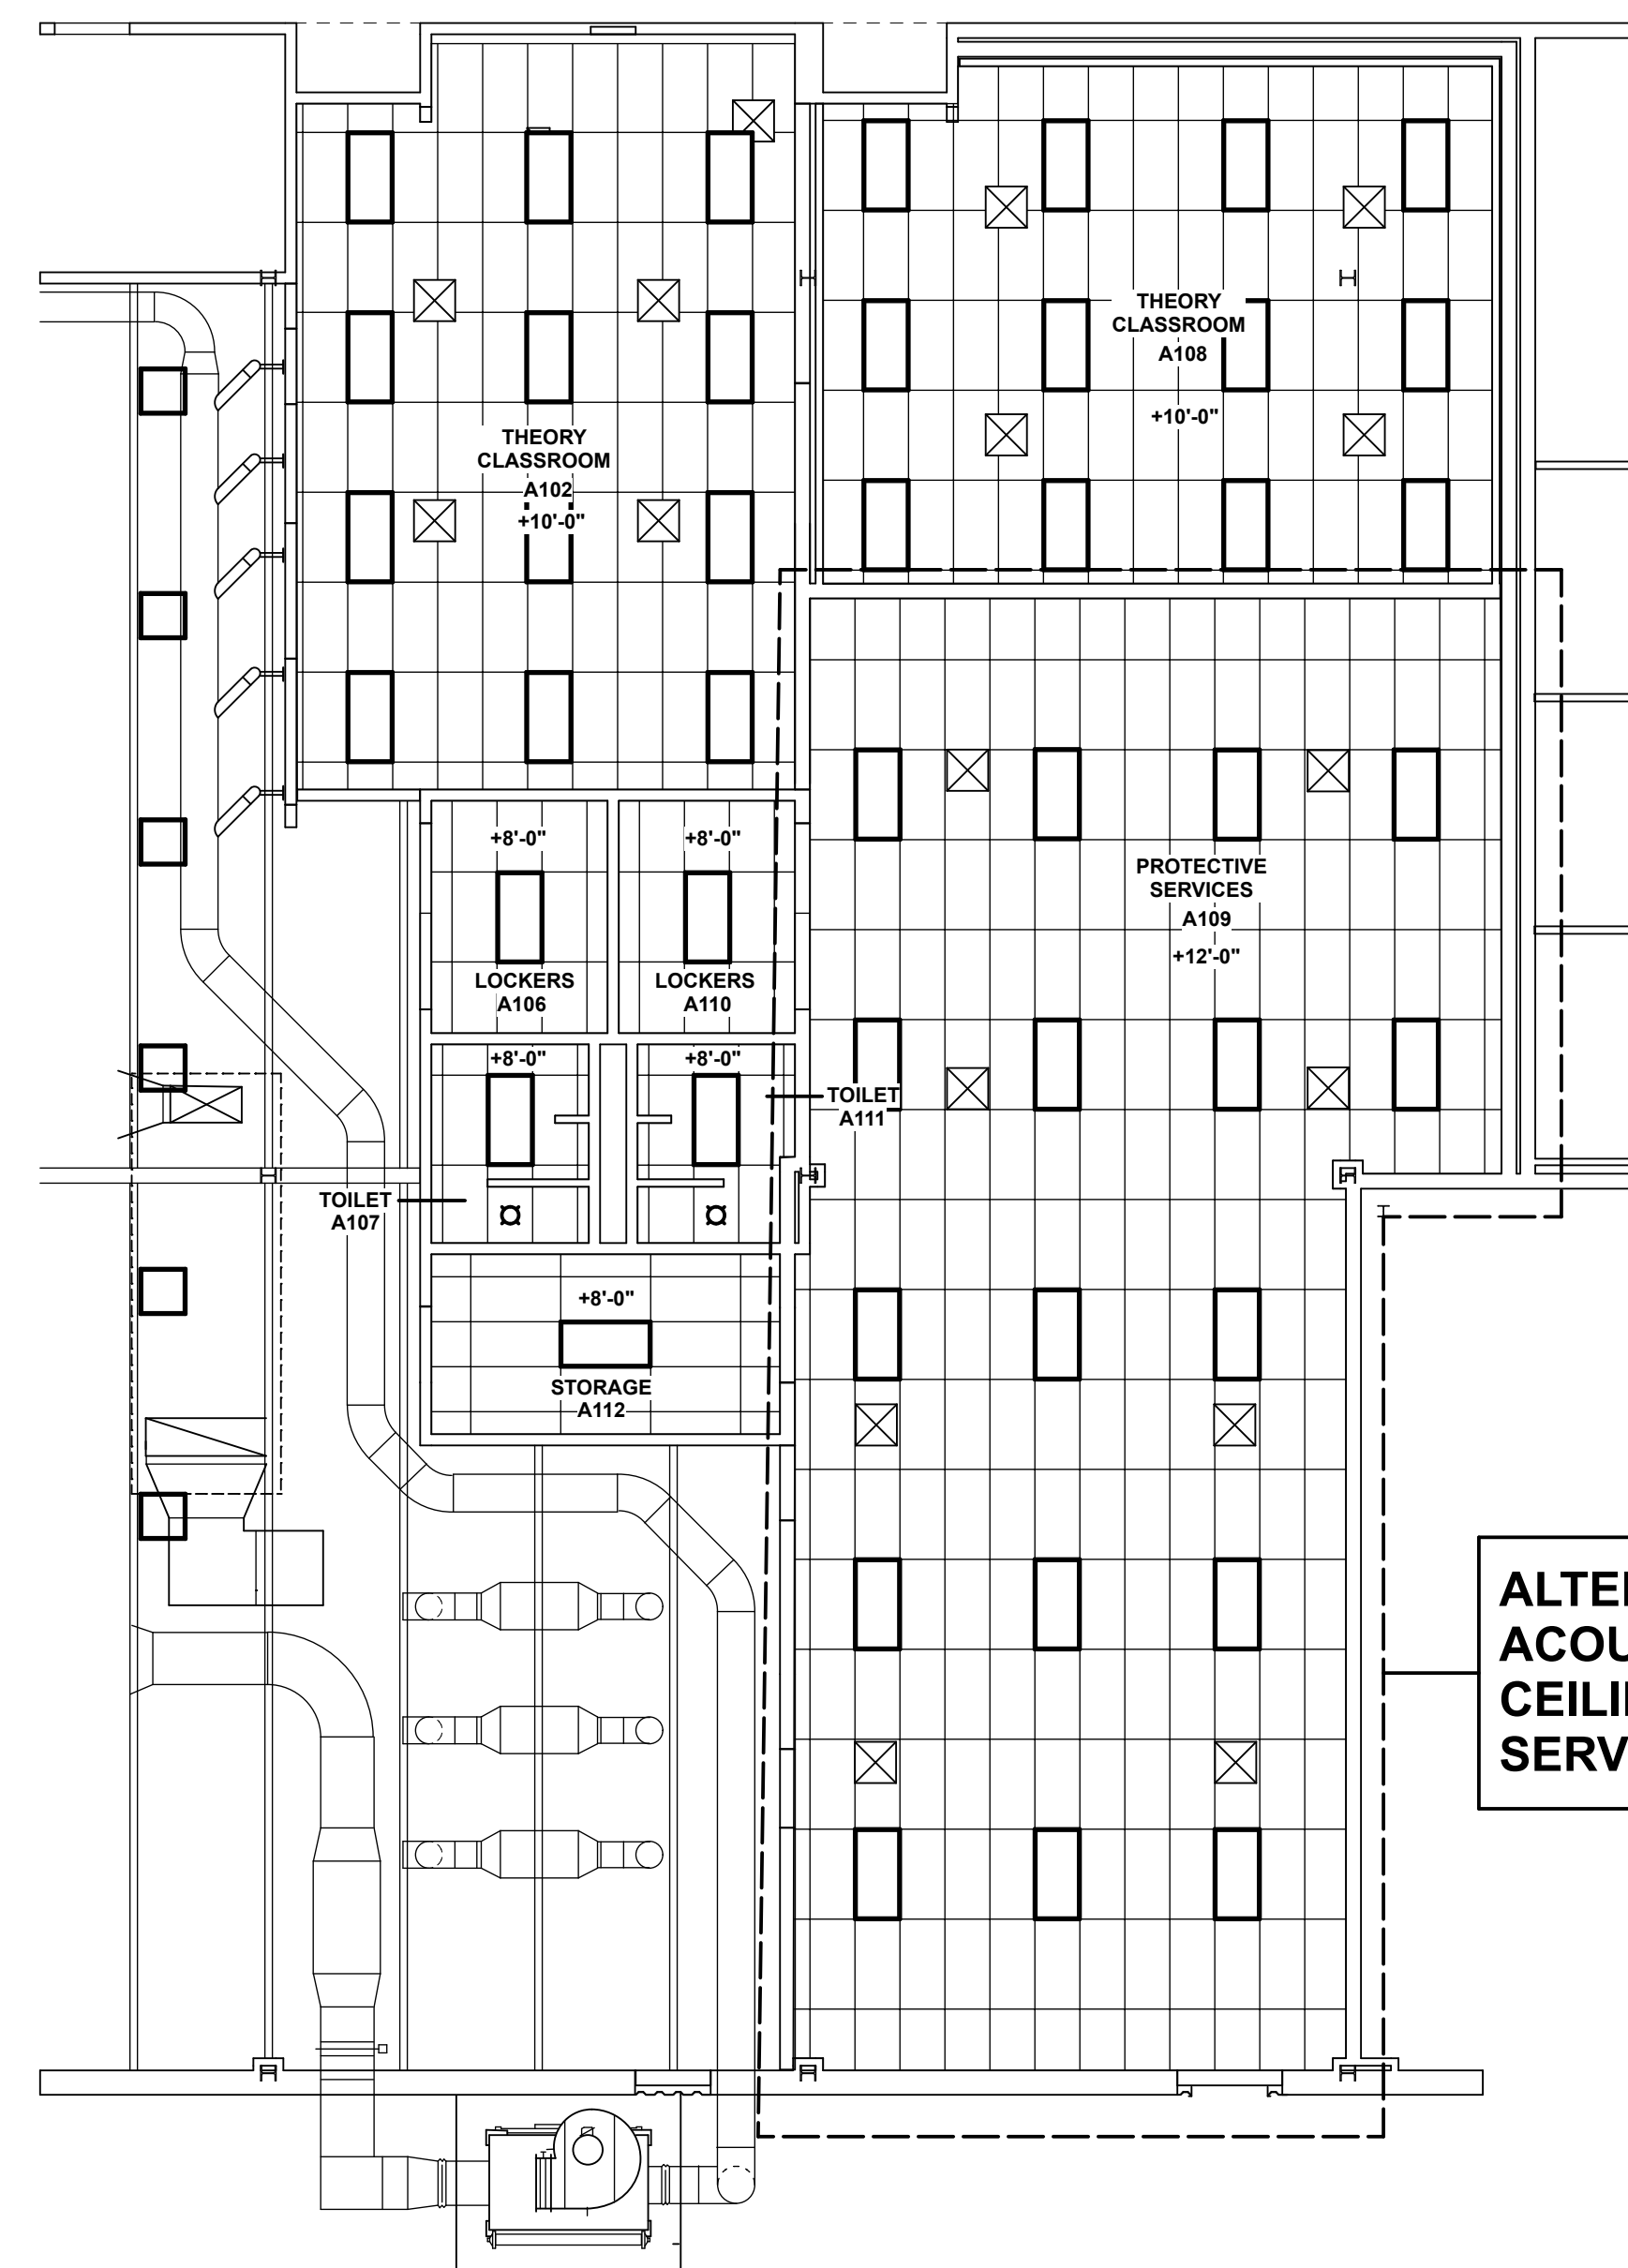 THEORY
CLASSROOM
A108
+10'-0"
THEORY
CLASSROOM
A102
+10'-0"
+8'-0"
+8'-0"
PROTECTIVE
SERVICES
A109
+12'-0"
LOCKERS
A106
LOCKERS
A110
+8'-0"
+8'-0"
TOILET
A111
TOILET
A107
+8'-0"
STORAGE
A112